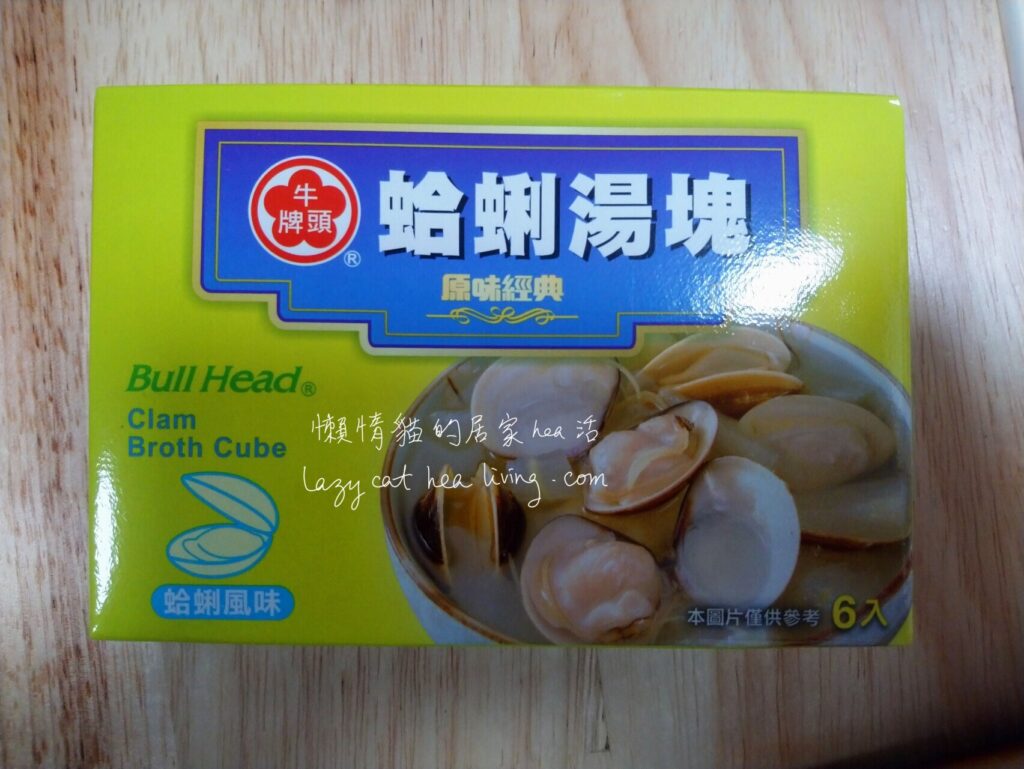 牛
牌頭
®
蛤蜊湯塊
原味經典
Bull Head®
Clam
Broth Cube
懶惰貓的居家hea活
Lazy cat hea living.com
蛤蜊風味
本圖片僅供參考 6入